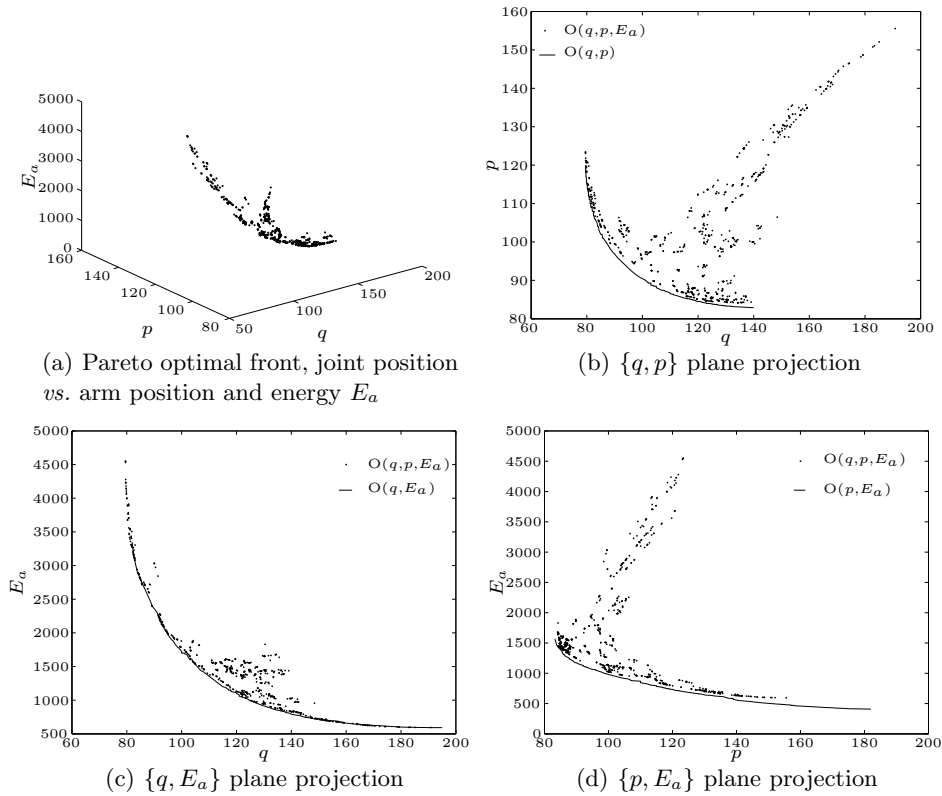 5000
4000
3000
2000
1000
0
E_a
160
140
120
100
80
p
50
100
150
200
q
(a) Pareto optimal front, joint position
vs. arm position and energy E_a
160
150
140
130
120
110
100
90
80
p
O(q,p,E_a)
O(q,p)
60 80 100 120 140 160 180 200
q
(b) {q, p} plane projection
5000
4500
4000
3500
3000
2500
2000
1500
1000
500
E_a
O(q,p,E_a)
O(q,E_a)
60 80 100 120 140 160 180 200
q
(c) {q, E_a} plane projection
5000
4500
4000
3500
3000
2500
2000
1500
1000
500
0
E_a
O(q,p,E_a)
O(p,E_a)
80 100 120 140 160 180 200
p
(d) {p, E_a} plane projection